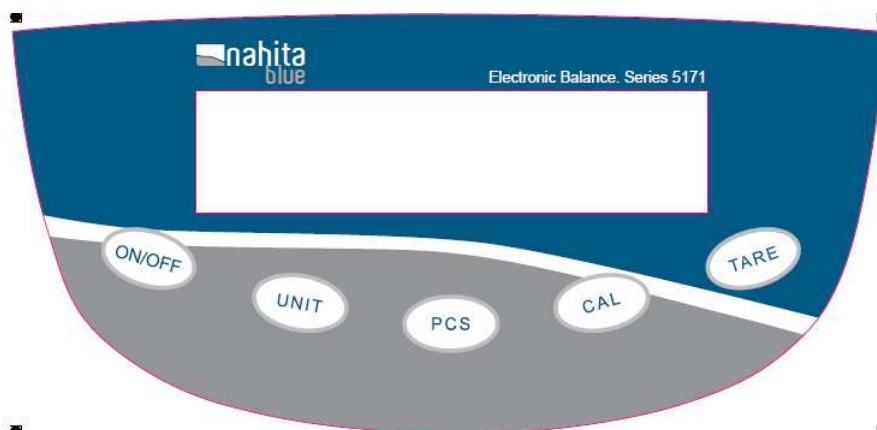 nahita
blue
Electronic Balance. Series 5171
ON/OFF
UNIT
PCS
CAL
TARE